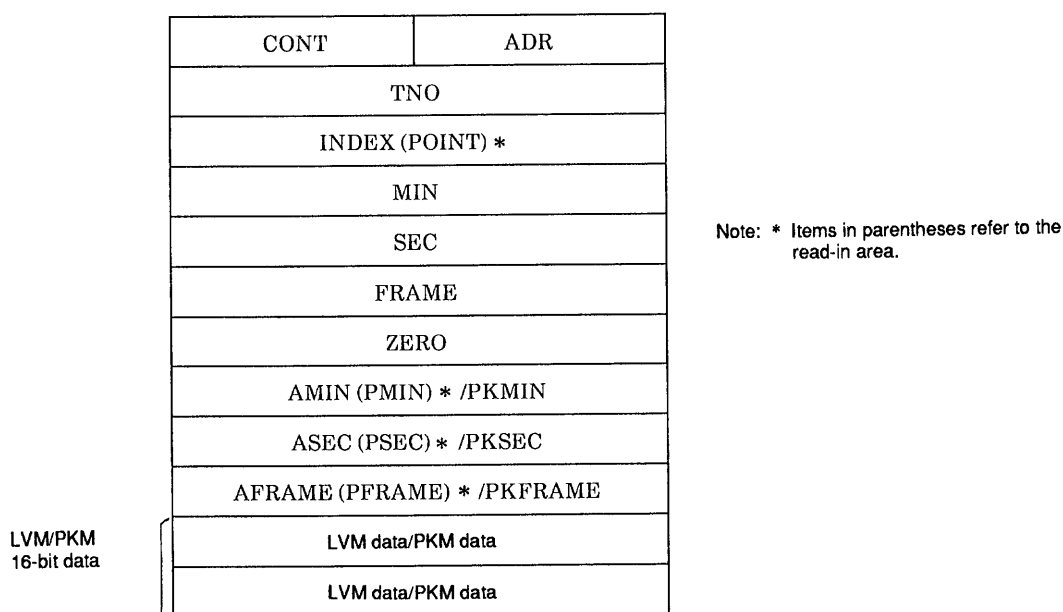 CONT ADR
TNO
INDEX (POINT) *
MIN
SEC
FRAME
ZERO
AMIN (PMIN) * /PKMIN
ASEC (PSEC) * /PKSEC
AFRAME (PFRAME) * /PKFRAME
LVM data/PKM data
LVM data/PKM data
LVM/PKM
16-bit data
Note: * Items in parentheses refer to the
read-in area.